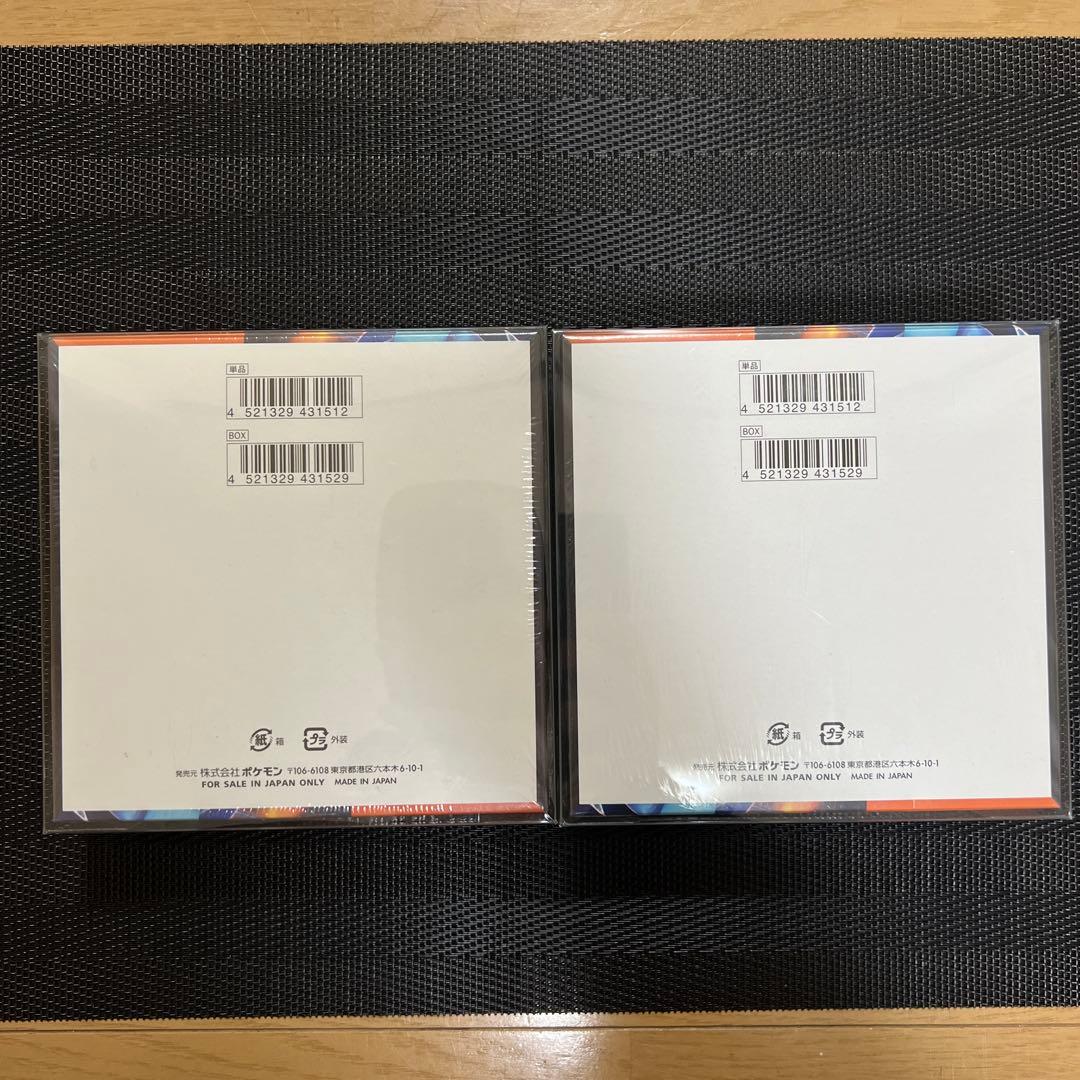 単品
4 521329 431512
BOX
4 521329 431529
紙 箱 プラ 外装
発売元 株式会社 ポケモン 〒106-6108 東京都港区六本木6-10-1
FOR SALE IN JAPAN ONLY MADE IN JAPAN
単品
4 521329 431512
BOX
4 521329 431529
紙 箱 プラ 外装
発売元 株式会社 ポケモン 〒106-6108 東京都港区六本木6-10-1
FOR SALE IN JAPAN ONLY MADE IN JAPAN